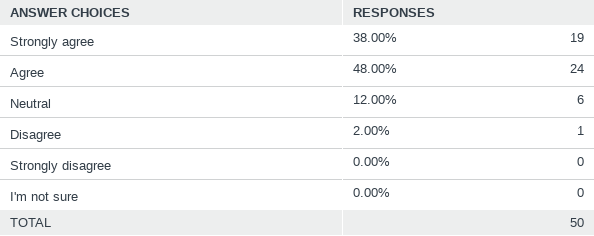 ANSWER CHOICES RESPONSES
Strongly agree 38.00% 19
Agree 48.00% 24
Neutral 12.00% 6
Disagree 2.00% 1
Strongly disagree 0.00% 0
I'm not sure 0.00% 0
TOTAL 50